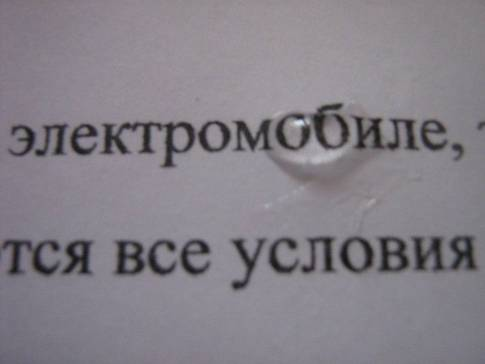 электромобиле,
тся все условия